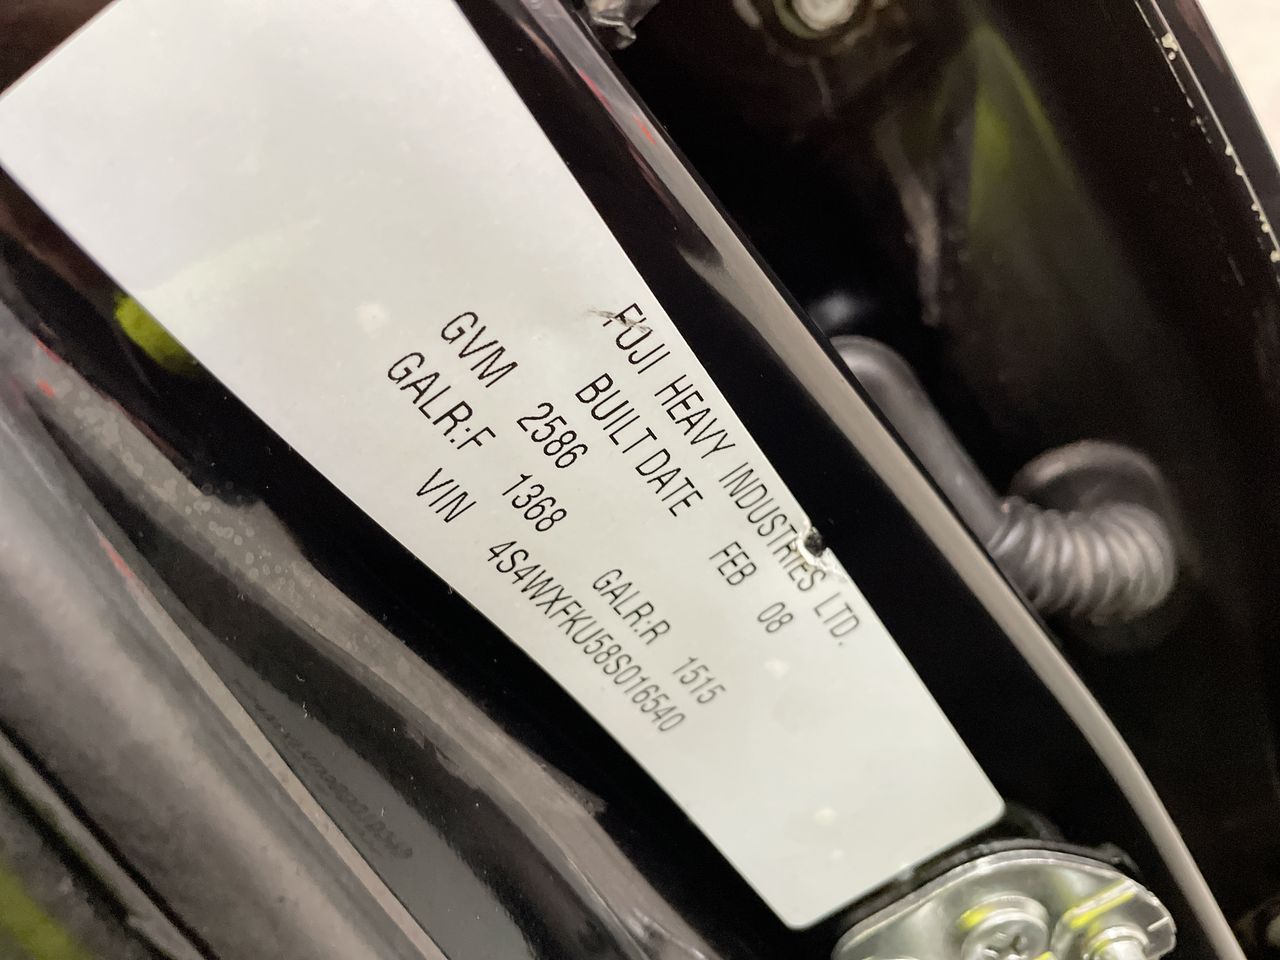 FUJI HEAVY INDUSTRIES LTD.
BUILT DATE FEB 08
GVM 2586
GALR:F 1368 GALR:R 1515
VIN 4S4WXFKU58S016540